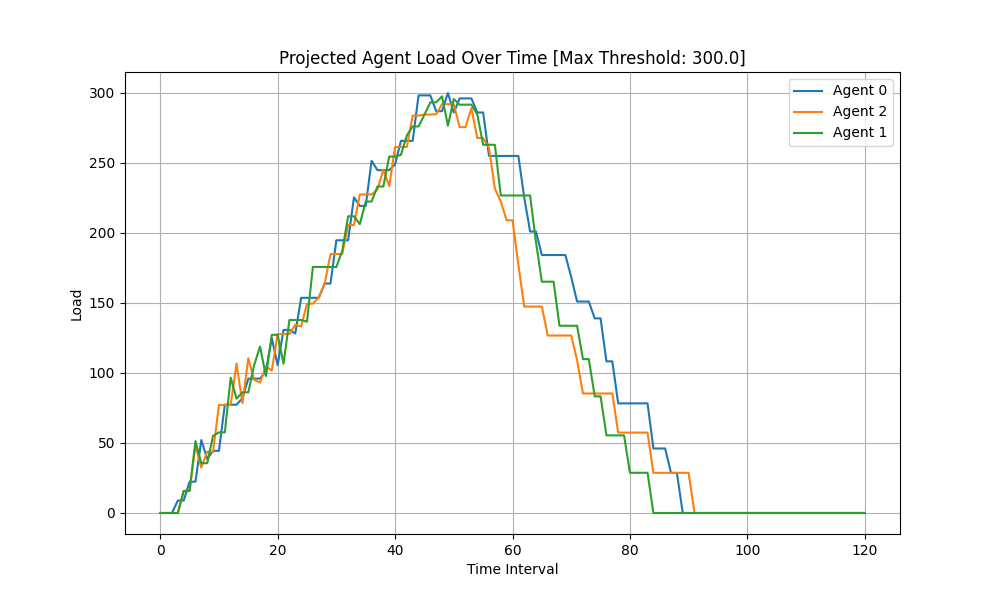 Projected Agent Load Over Time [Max Threshold: 300.0]
Agent 0
Agent 2
Agent 1
Load
300
250
200
150
100
50
0
0 20 40 60 80 100 120
Time Interval